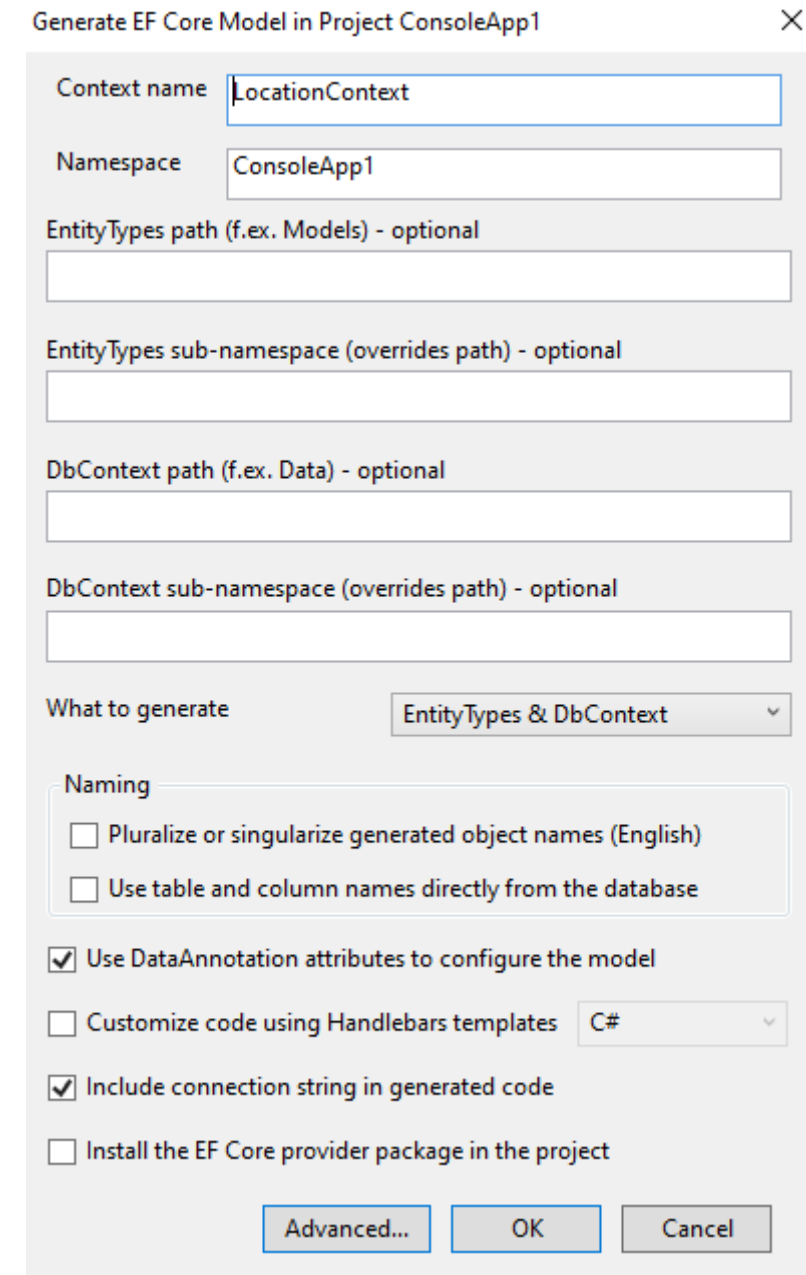 Generate EF Core Model in Project ConsoleApp1
Context name
LocationContext
Namespace
ConsoleApp1
EntityTypes path (f.ex. Models) - optional
EntityTypes sub-namespace (overrides path) - optional
DbContext path (f.ex. Data) - optional
DbContext sub-namespace (overrides path) - optional
What to generate
EntityTypes & DbContext
Naming
Pluralize or singularize generated object names (English)
Use table and column names directly from the database
Use DataAnnotation attributes to configure the model
Customize code using Handlebars templates
C#
Include connection string in generated code
Install the EF Core provider package in the project
Advanced...
OK
Cancel